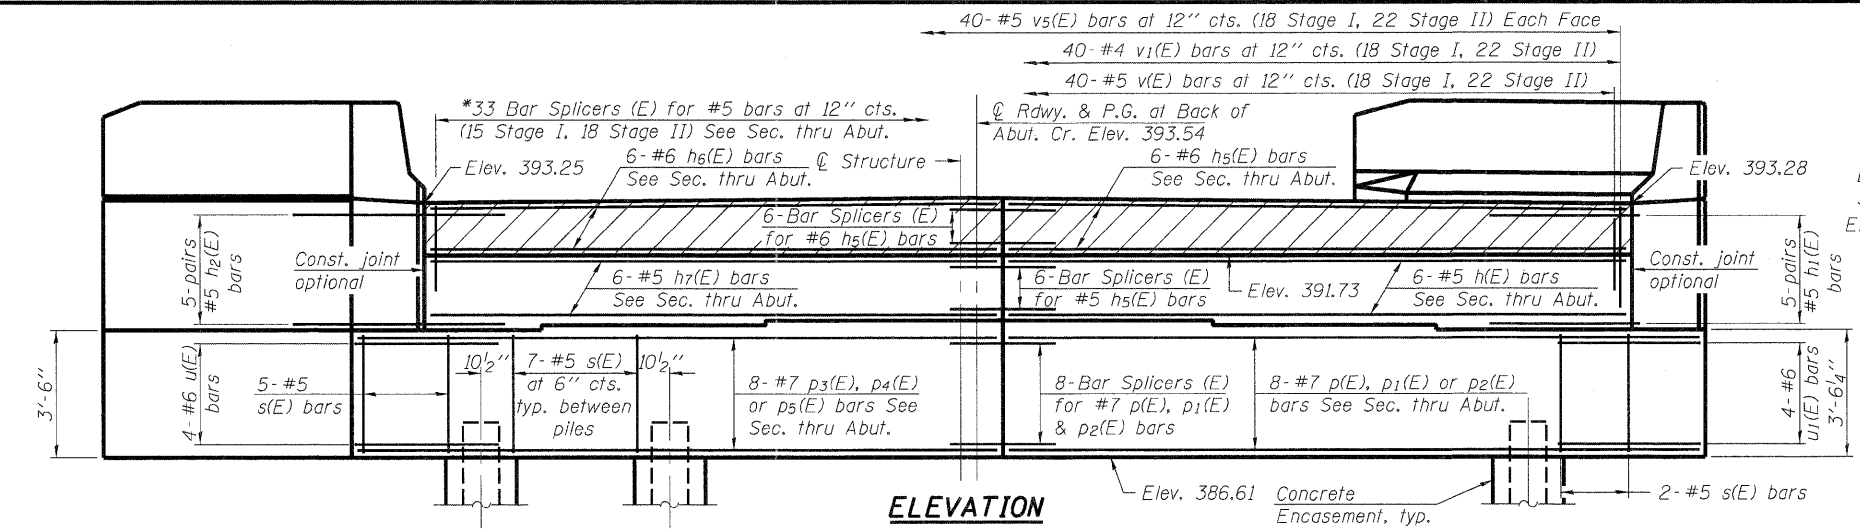 40-#5 v5(E) bars at 12" cts. (18 Stage I, 22 Stage II) Each Face
40-#4 v1(E) bars at 12" cts. (18 Stage I, 22 Stage II)
40-#5 v(E) bars at 12" cts. (18 Stage I, 22 Stage II)
*33 Bar Splicers (E) for #5 bars at 12" cts.
(15 Stage I, 18 Stage II) See Sec. thru Abut.
℄ Rdwy. & P.G. at Back of
Abut. Cr. Elev. 393.54
Elev. 393.25
6-#6 h6(E) bars
See Sec. thru Abut.
℄ Structure
6-#6 h5(E) bars
See Sec. thru Abut.
Elev. 393.28
6-Bar Splicers (E)
for #6 h5(E) bars
5-pairs
#5 h2(E)
bars
Const. joint
optional
6-#5 h7(E) bars
See Sec. thru Abut.
6-Bar Splicers (E)
for #5 h5(E) bars
Elev. 391.73
6-#5 h(E) bars
See Sec. thru Abut.
Const. joint
optional
5-pairs
#5 h1(E)
bars
3'-6"
4-#6 u(E)
bars
5-#5
s(E) bars
10½"
7-#5 s(E)
at 6" cts.
typ. between
piles
10½"
8-#7 p3(E), p4(E)
or p5(E) bars See
Sec. thru Abut.
8-Bar Splicers (E)
for #7 p(E), p1(E)
& p2(E) bars
8-#7 p(E), p1(E) or p2(E)
bars See Sec. thru Abut.
4-#6
u1(E) bars
3'-6¼"
ELEVATION
Elev. 386.61
Concrete
Encasement, typ.
2-#5 s(E) bars